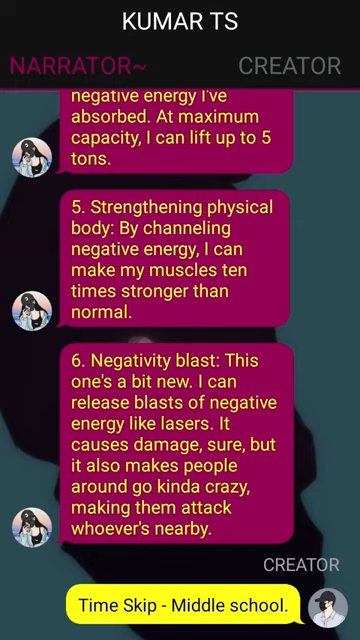 KUMAR TS
NARRATOR~
CREATOR
negative energy I've
absorbed. At maximum
capacity, I can lift up to 5
tons.
5. Strengthening physical
body: By channeling
negative energy, I can
make my muscles ten
times stronger than
normal.
6. Negativity blast: This
one's a bit new. I can
release blasts of negative
energy like lasers. It
causes damage, sure, but
it also makes people
around go kinda crazy,
making them attack
whoever's nearby.
CREATOR
Time Skip - Middle school.